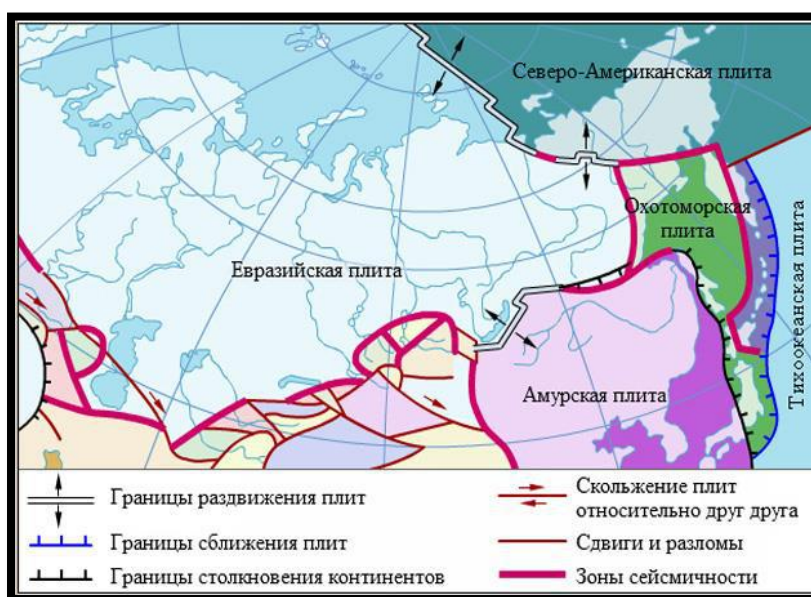 Северо-Американская плита
Охотоморская
плита
Евразийская плита
Амурская плита
Тихоокеанская плита
Границы раздвижения плит
Границы сближения плит
Границы столкновения континентов
Скольжение плит
относительно друг друга
Сдвиги и разломы
Зоны сейсмичности